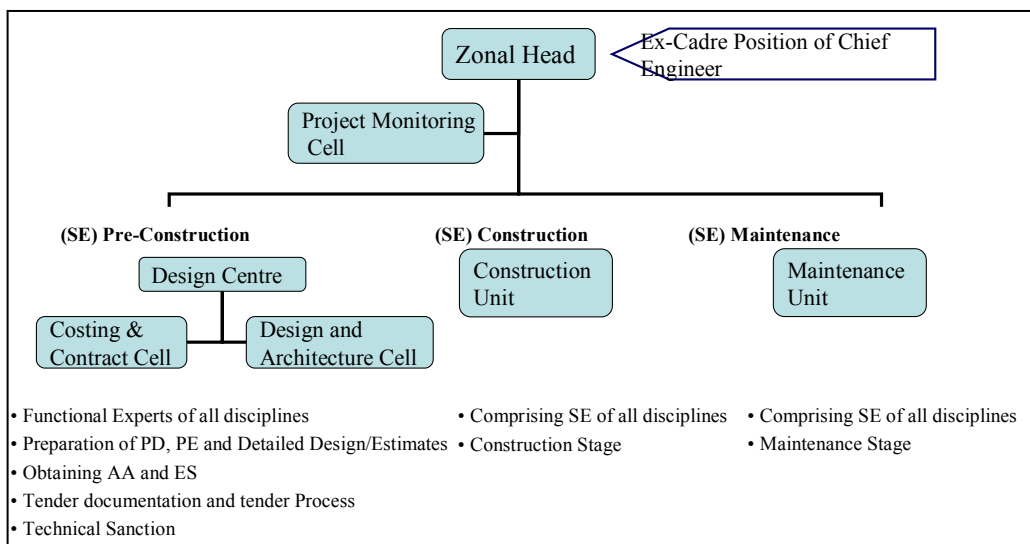 Zonal Head
Ex-Cadre Position of Chief
Engineer
Project Monitoring
Cell
(SE) Pre-Construction
(SE) Construction
(SE) Maintenance
Design Centre
Construction
Unit
Maintenance
Unit
Costing &
Contract Cell
Design and
Architecture Cell
• Functional Experts of all disciplines
• Preparation of PD, PE and Detailed Design/Estimates
• Obtaining AA and ES
• Tender documentation and tender Process
• Technical Sanction
• Comprising SE of all disciplines
• Construction Stage
• Comprising SE of all disciplines
• Maintenance Stage